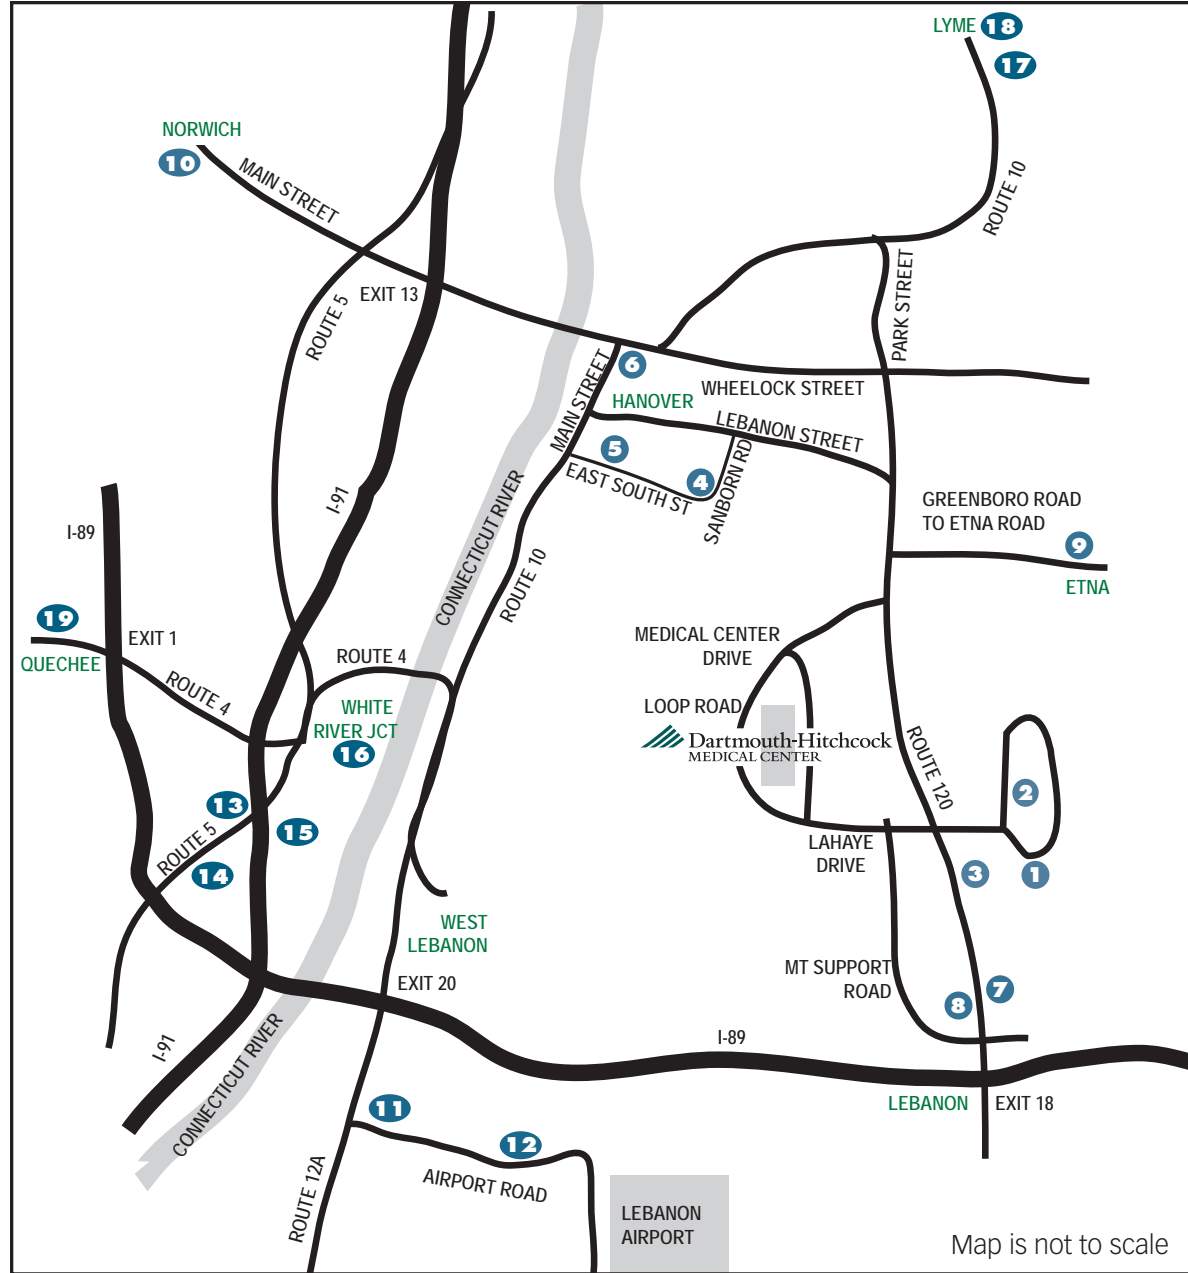 LYME 18
17
NORWICH
10
MAIN STREET
ROUTE 10
PARK STREET
EXIT 13
ROUTE 5
MAIN STREET
6
WHEELOCK STREET
HANOVER
LEBANON STREET
5
EAST SOUTH ST
4
SANBORN RD
I-91
CONNECTICUT RIVER
GREENBORO ROAD
TO ETNA ROAD
I-89
9
ETNA
ROUTE 10
19
EXIT 1
QUECHEE
ROUTE 4
ROUTE 4
MEDICAL CENTER
DRIVE
WHITE
RIVER JCT
16
LOOP ROAD
Dartmouth-Hitchcock
MEDICAL CENTER
ROUTE 120
2
13
15
ROUTE 5
14
LAHAYE
DRIVE
3
1
WEST
LEBANON
MT SUPPORT
ROAD
EXIT 20
8
7
I-91
CONNECTICUT RIVER
I-89
LEBANON
EXIT 18
11
12
ROUTE 12A
AIRPORT ROAD
LEBANON
AIRPORT
Map is not to scale